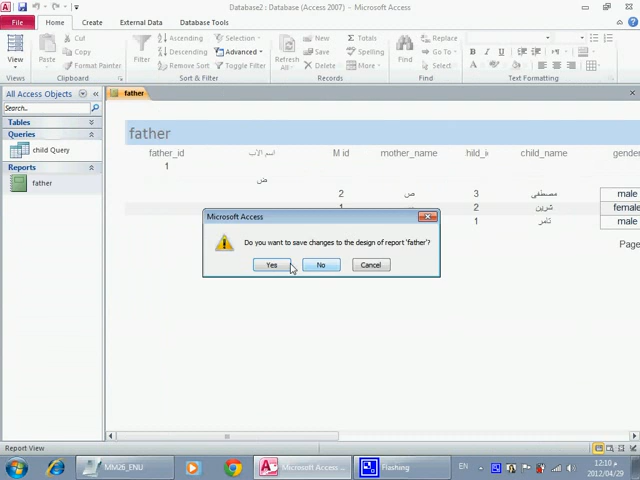 Database2 : Database (Access 2007) - Microsoft Access
File Home Create External Data Database Tools
View
Views
Paste
Cut
Copy
Format Painter
Clipboard
Filter
Ascending
Descending
Remove Sort
Selection
Advanced
Toggle Filter
Sort & Filter
Refresh
All
New
Save
Delete
Totals
Spelling
More
Records
Find
Replace
Go To
Select
Find
B I U
A
Text Formatting
All Access Objects
Search...
Tables
Queries
child Query
Reports
father
father
father
father_id اسم الاب M id mother_name hild_i child_name gender
1
ض
2 ص 3 مصطفى male
2 شرين female
1 تامر male
Page
Microsoft Access
Do you want to save changes to the design of report 'father'?
Yes No Cancel
Report View
MM26_ENU
Microsoft Access ...
Flashing
EN
12:10 م
2012/04/29